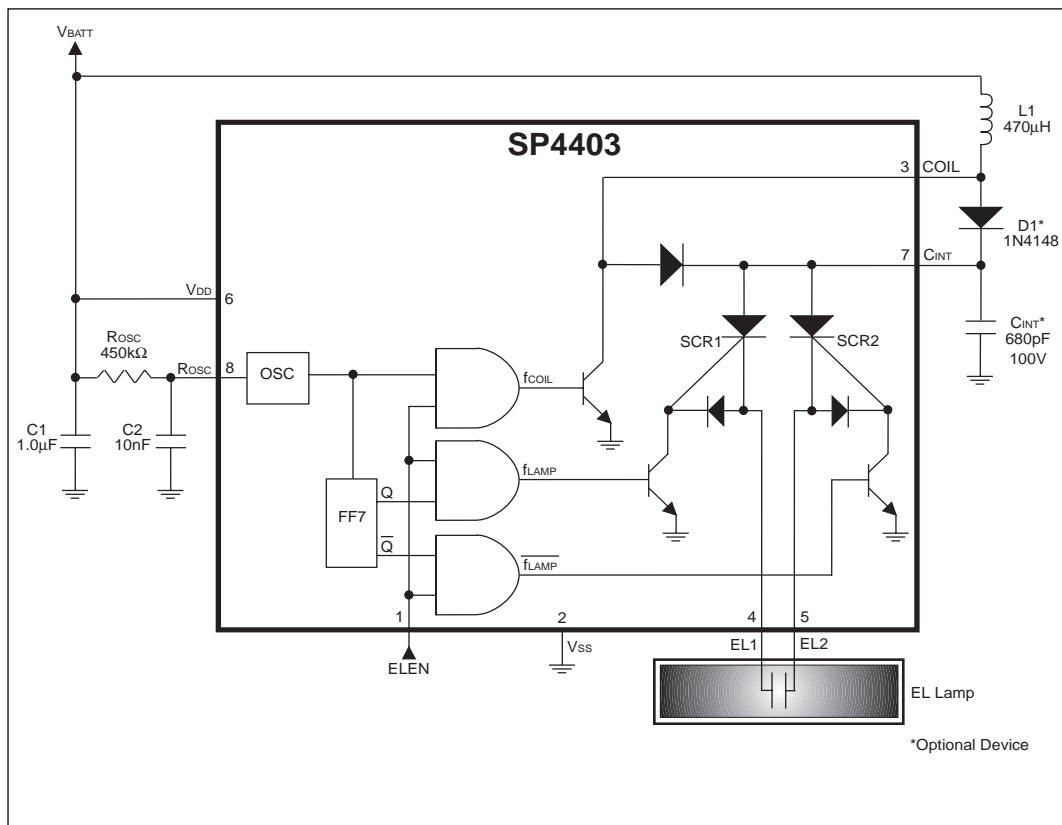 VBATT
L1
470µH
SP4403
3 COIL
D1*
1N4148
7 CINT
VDD
6
SCR1
SCR2
CINT*
680pF
100V
ROSC
450kΩ
ROSC
8
OSC
fCOIL
C1
1.0µF
C2
10nF
fLAMP
Q
FF7
Q̅
f̅L̅A̅M̅P̅
1
2
4
5
VSS
EL1
EL2
ELEN
EL Lamp
*Optional Device